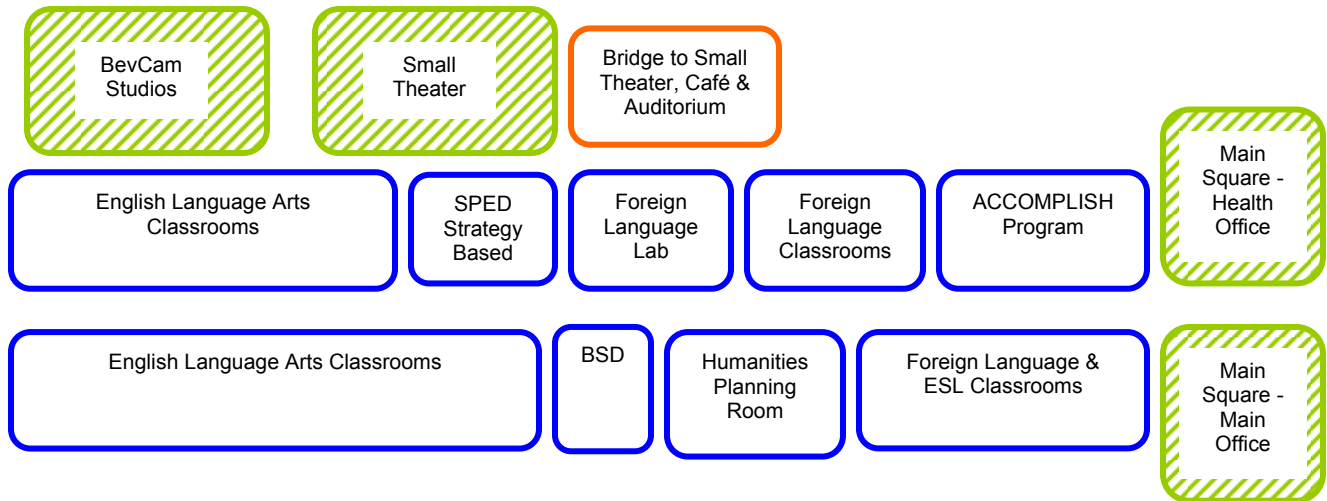 BevCam
Studios
Small
Theater
Bridge to Small
Theater, Café &
Auditorium
English Language Arts
Classrooms
SPED
Strategy
Based
Foreign
Language
Lab
Foreign
Language
Classrooms
ACCOMPLISH
Program
Main
Square -
Health
Office
English Language Arts Classrooms
BSD
Humanities
Planning
Room
Foreign Language &
ESL Classrooms
Main
Square -
Main
Office